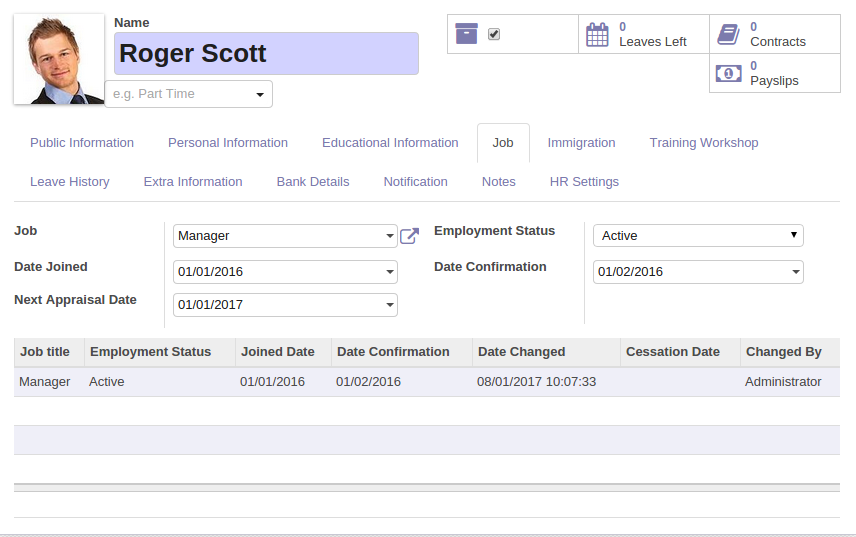 Name
Roger Scott
e.g. Part Time
0
Leaves Left
0
Contracts
0
Payslips
Public Information Personal Information Educational Information Job Immigration Training Workshop
Leave History Extra Information Bank Details Notification Notes HR Settings
Job Manager Employment Status Active
Date Joined 01/01/2016 Date Confirmation 01/02/2016
Next Appraisal Date 01/01/2017
Job title Employment Status Joined Date Date Confirmation Date Changed Cessation Date Changed By
Manager Active 01/01/2016 01/02/2016 08/01/2017 10:07:33 Administrator